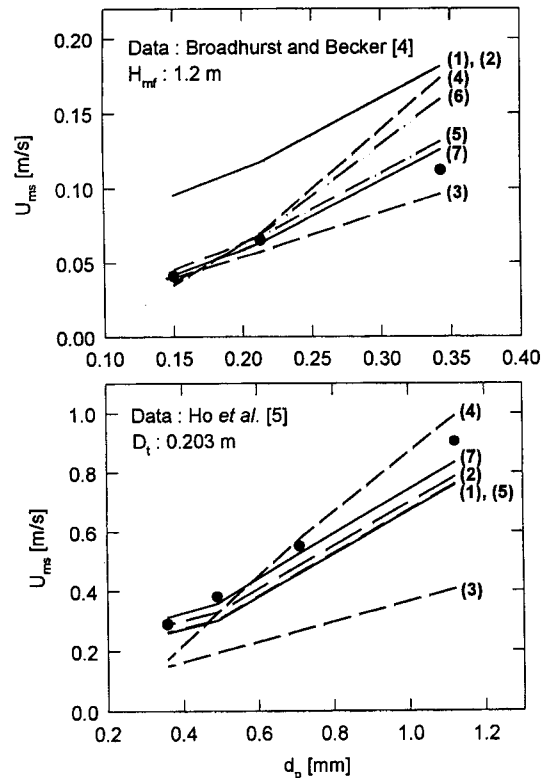 Data : Broadhurst and Becker [4]
H_mf : 1.2 m
U_ms [m/s]
0.20
0.15
0.10
0.05
0.00
(1), (2)
(4)
(6)
(5)
(7)
(3)
0.10 0.15 0.20 0.25 0.30 0.35 0.40
Data : Ho et al. [5]
D_t : 0.203 m
U_ms [m/s]
1.0
0.8
0.6
0.4
0.2
0.0
(4)
(7)
(2)
(1), (5)
(3)
0.2 0.4 0.6 0.8 1.0 1.2
d_p [mm]